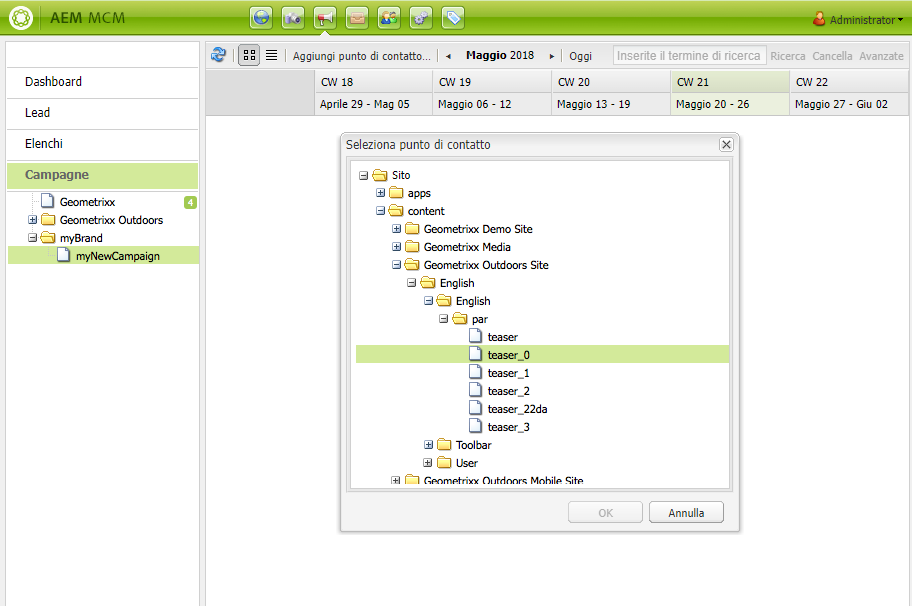 AEM MCM
Administrator
Dashboard
Lead
Elenchi
Campagne
Geometrixx 4
Geometrixx Outdoors
myBrand
myNewCampaign
Aggiungi punto di contatto... Maggio 2018 Oggi Inserite il termine di ricerca Ricerca Cancella Avanzate
CW 18 CW 19 CW 20 CW 21 CW 22
Aprile 29 - Mag 05 Maggio 06 - 12 Maggio 13 - 19 Maggio 20 - 26 Maggio 27 - Giu 02
Seleziona punto di contatto
Sito
apps
content
Geometrixx Demo Site
Geometrixx Media
Geometrixx Outdoors Site
English
English
par
teaser
teaser_0
teaser_1
teaser_2
teaser_22da
teaser_3
Toolbar
User
Geometrixx Outdoors Mobile Site
OK Annulla